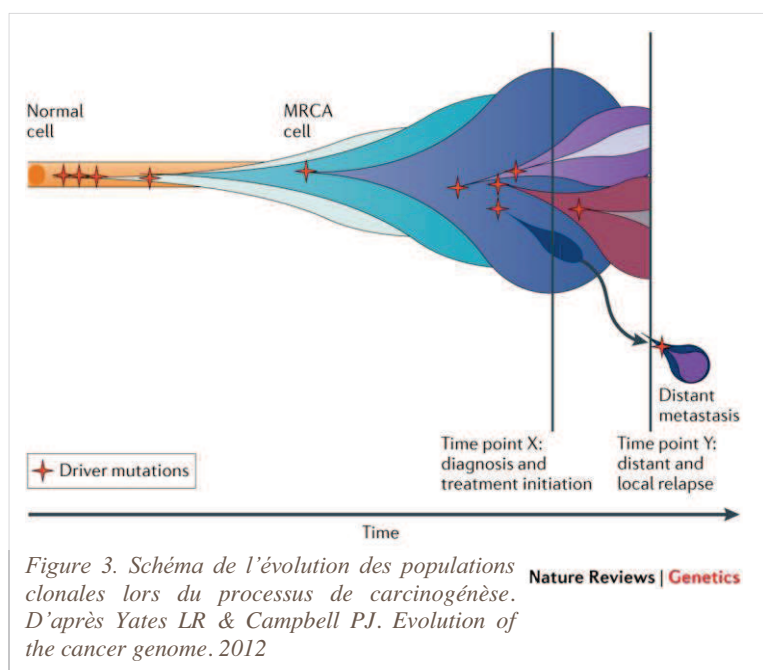 Normal
cell
MRCA
cell
Distant
metastasis
Time point X:
diagnosis and
treatment initiation
Time point Y:
distant and
local relapse
Driver mutations
Time
Figure 3. Schéma de l'évolution des populations
clonales lors du processus de carcinogénèse.
D'après Yates LR & Campbell PJ. Evolution of
the cancer genome. 2012
Nature Reviews | Genetics